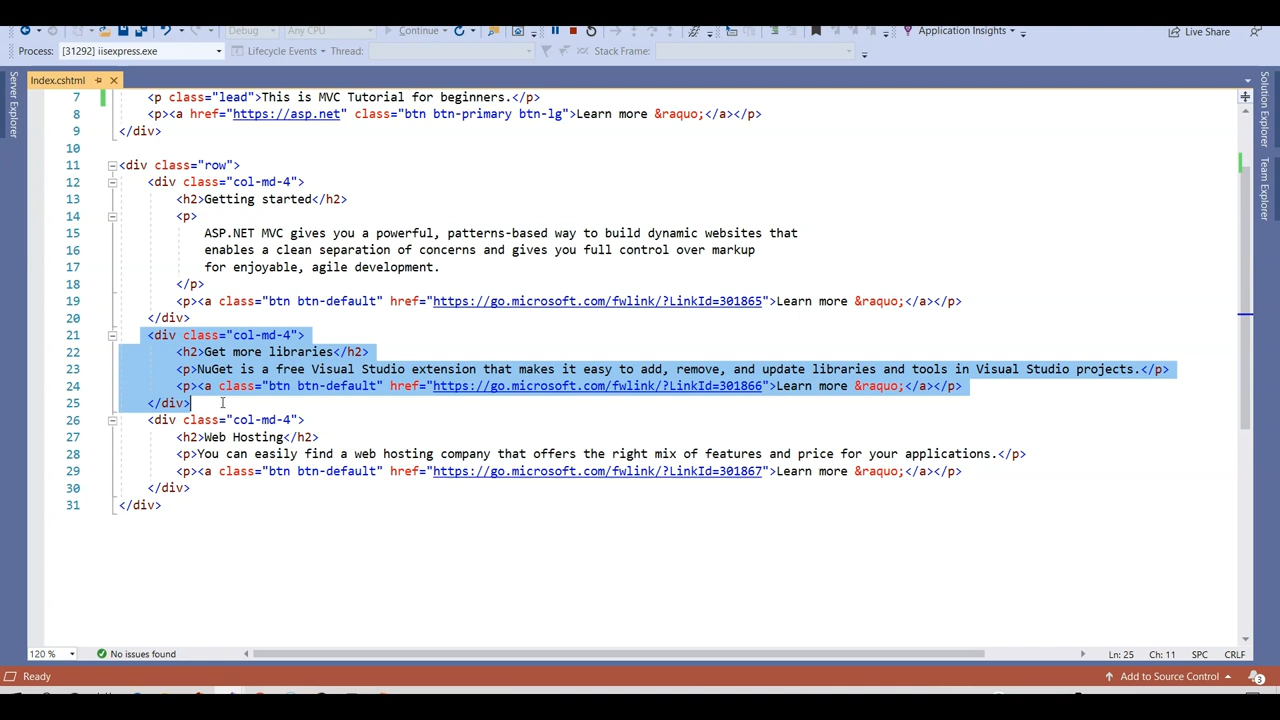 Debug
Any CPU
Continue
Application Insights
Live Share
Process: [31292] iisexpress.exe
Lifecycle Events
Thread:
Stack Frame:
Server Explorer
Index.cshtml
Solution Explorer
Team Explorer
7 <p class="lead">This is MVC Tutorial for beginners.</p>
8 <p><a href="https://asp.net" class="btn btn-primary btn-lg">Learn more &raquo;</a></p>
9 </div>
10
11 <div class="row">
12 <div class="col-md-4">
13 <h2>Getting started</h2>
14 <p>
15 ASP.NET MVC gives you a powerful, patterns-based way to build dynamic websites that
16 enables a clean separation of concerns and gives you full control over markup
17 for enjoyable, agile development.
18 </p>
19 <p><a class="btn btn-default" href="https://go.microsoft.com/fwlink/?LinkId=301865">Learn more &raquo;</a></p>
20 </div>
21 <div class="col-md-4">
22 <h2>Get more libraries</h2>
23 <p>NuGet is a free Visual Studio extension that makes it easy to add, remove, and update libraries and tools in Visual Studio projects.</p>
24 <p><a class="btn btn-default" href="https://go.microsoft.com/fwlink/?LinkId=301866">Learn more &raquo;</a></p>
25 </div>
26 <div class="col-md-4">
27 <h2>Web Hosting</h2>
28 <p>You can easily find a web hosting company that offers the right mix of features and price for your applications.</p>
29 <p><a class="btn btn-default" href="https://go.microsoft.com/fwlink/?LinkId=301867">Learn more &raquo;</a></p>
30 </div>
31 </div>
120 %
No issues found
Ln: 25 Ch: 11 SPC CRLF
Ready
Add to Source Control
3